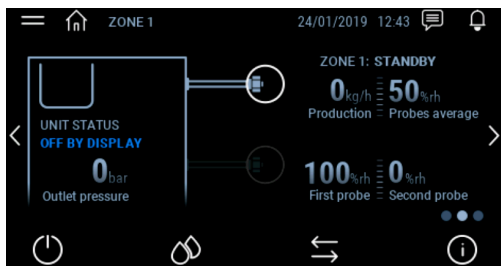 ZONE 1
24/01/2019 12:43
ZONE 1: STANDBY
0kg/h 50%rh
Production Probes average
UNIT STATUS
OFF BY DISPLAY
0bar
Outlet pressure
100%rh 0%rh
First probe Second probe